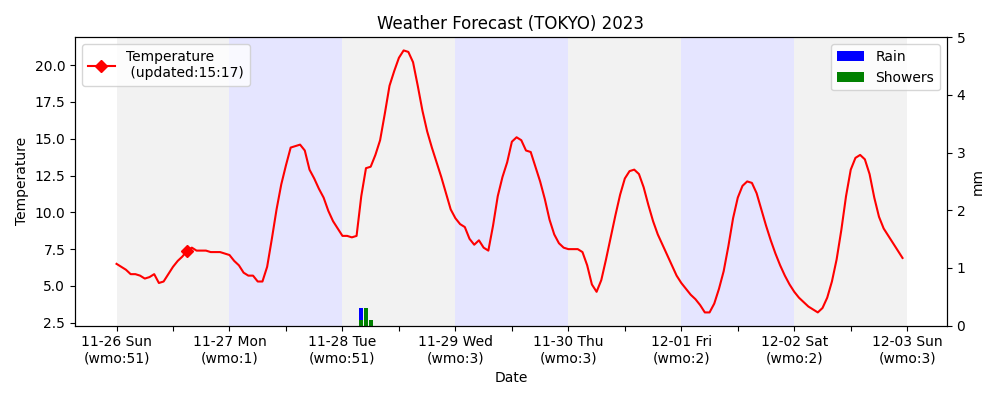 Weather Forecast (TOKYO) 2023
Temperature
(updated:15:17)
Rain
Showers
Temperature
20.0
17.5
15.0
12.5
10.0
7.5
5.0
2.5
5
4
3
2
1
0
mm
11-26 Sun
(wmo:51)
11-27 Mon
(wmo:1)
11-28 Tue
(wmo:51)
11-29 Wed
(wmo:3)
11-30 Thu
(wmo:3)
12-01 Fri
(wmo:2)
12-02 Sat
(wmo:2)
12-03 Sun
(wmo:3)
Date